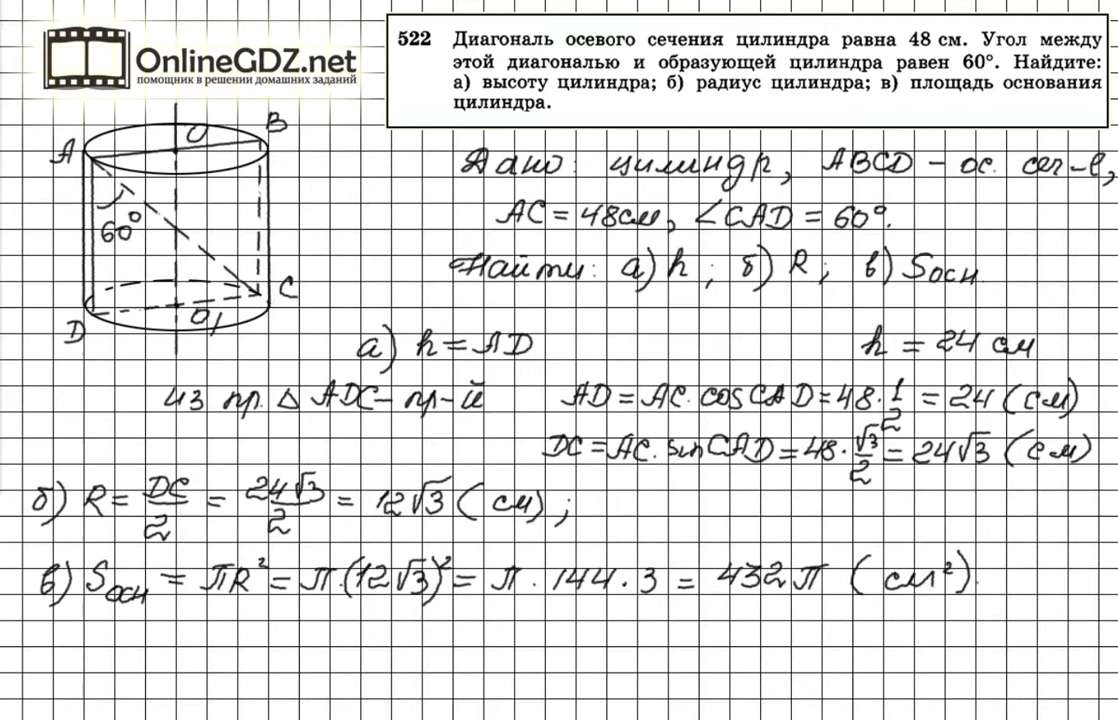 OnlineGDZ.net
помощник в решении домашних заданий
522 Диагональ осевого сечения цилиндра равна 48 см. Угол между
этой диагональю и образующей цилиндра равен 60°. Найдите:
а) высоту цилиндра; б) радиус цилиндра; в) площадь основания
цилиндра.
A O B
60°
D O₁ C
Дано: цилиндр, ABCD – ос. сеч-е,
AC = 48см, ∠CAD = 60°.
Найти: а) h; б) R; в) Sосн.
а) h = AD
h = 24 см
из пр. △ ADC – пр-й
AD = AC · cos CAD = 48 · 1/2 = 24 (см)
DC = AC · sin CAD = 48 · √3/2 = 24√3 (см)
б) R = DC/2 = 24√3/2 = 12√3 (см);
в) Sосн = πR² = π·(12√3)² = π · 144 · 3 = 432π (см²).